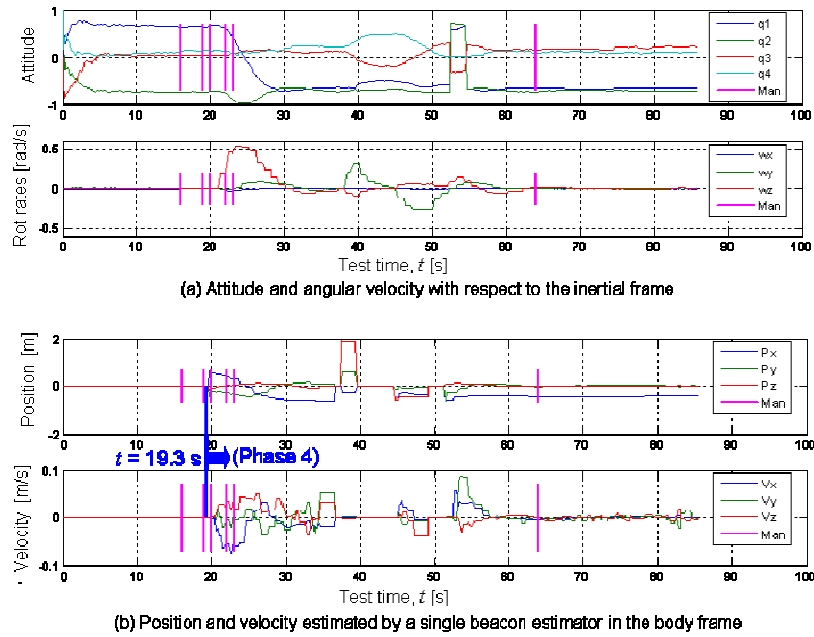 1
0
-1
Attitude
0 10 20 30 40 50 60 70 80 90 100
q1
q2
q3
q4
Man
0.5
0
-0.5
Rot rates [rad/s]
0 10 20 30 40 50 60 70 80 90 100
wx
wy
wz
Man
Test time, t [s]
(a) Attitude and angular velocity with respect to the inertial frame
2
0
-2
Position [m]
0 10 20 30 40 50 60 70 80 90 100
Px
Py
Pz
Man
t = 19.3 s
(Phase 4)
0.1
0
-0.1
Velocity [m/s]
0 10 20 30 40 50 60 70 80 90 100
Vx
Vy
Vz
Man
Test time, t [s]
(b) Position and velocity estimated by a single beacon estimator in the body frame